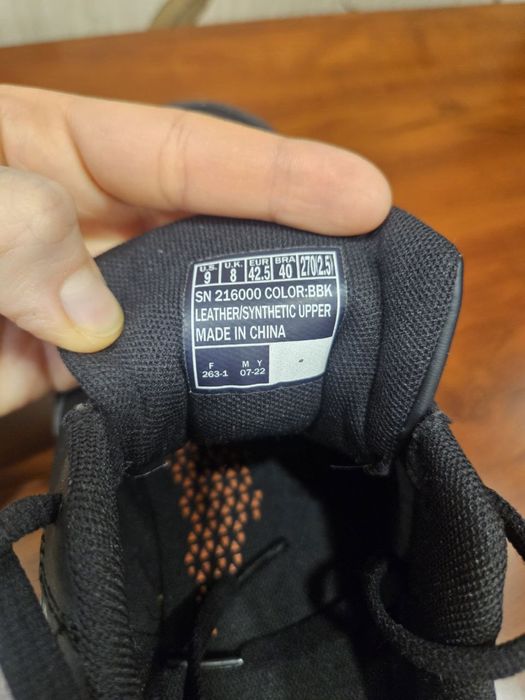 U.S. U.K. EUR BRA 270(2.5)
9 8 42.5 40
SN 216000 COLOR:BBK
LEATHER/SYNTHETIC UPPER
MADE IN CHINA
F M Y
263-1 07-22